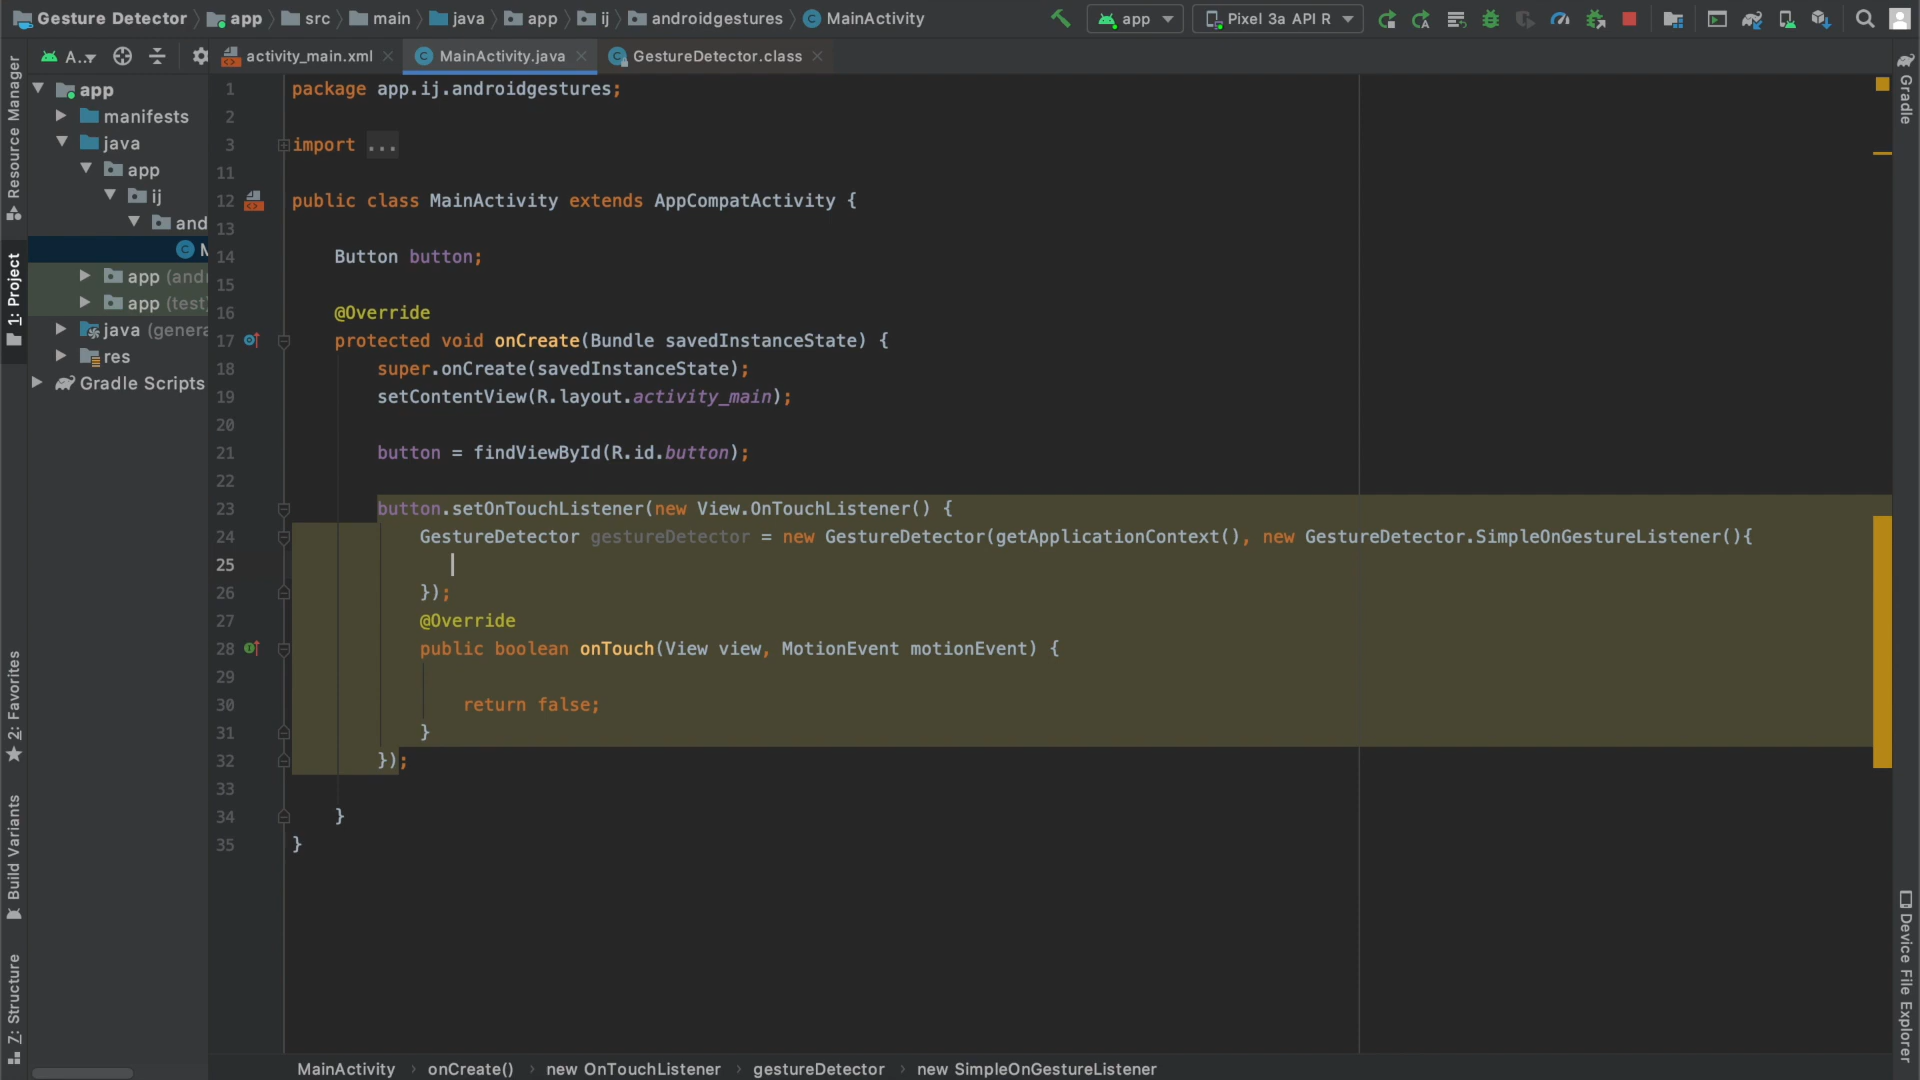 Gesture Detector app src main java app ij androidgestures MainActivity app Pixel 3a API R
A... activity_main.xml MainActivity.java GestureDetector.class
Resource Manager
1: Project
2: Favorites
Build Variants
Z: Structure
app
manifests
java
app
ij
and
M
app (and
app (test)
java (genera
res
Gradle Scripts
1 package app.ij.androidgestures;
2
3 import ...
11
12 public class MainActivity extends AppCompatActivity {
13
14 Button button;
15
16 @Override
17 protected void onCreate(Bundle savedInstanceState) {
18 super.onCreate(savedInstanceState);
19 setContentView(R.layout.activity_main);
20
21 button = findViewById(R.id.button);
22
23 button.setOnTouchListener(new View.OnTouchListener() {
24 GestureDetector gestureDetector = new GestureDetector(getApplicationContext(), new GestureDetector.SimpleOnGestureListener(){
25
26 });
27 @Override
28 public boolean onTouch(View view, MotionEvent motionEvent) {
29
30 return false;
31 }
32 });
33
34 }
35 }
MainActivity onCreate() new OnTouchListener gestureDetector new SimpleOnGestureListener
Gradle
Device File Explorer